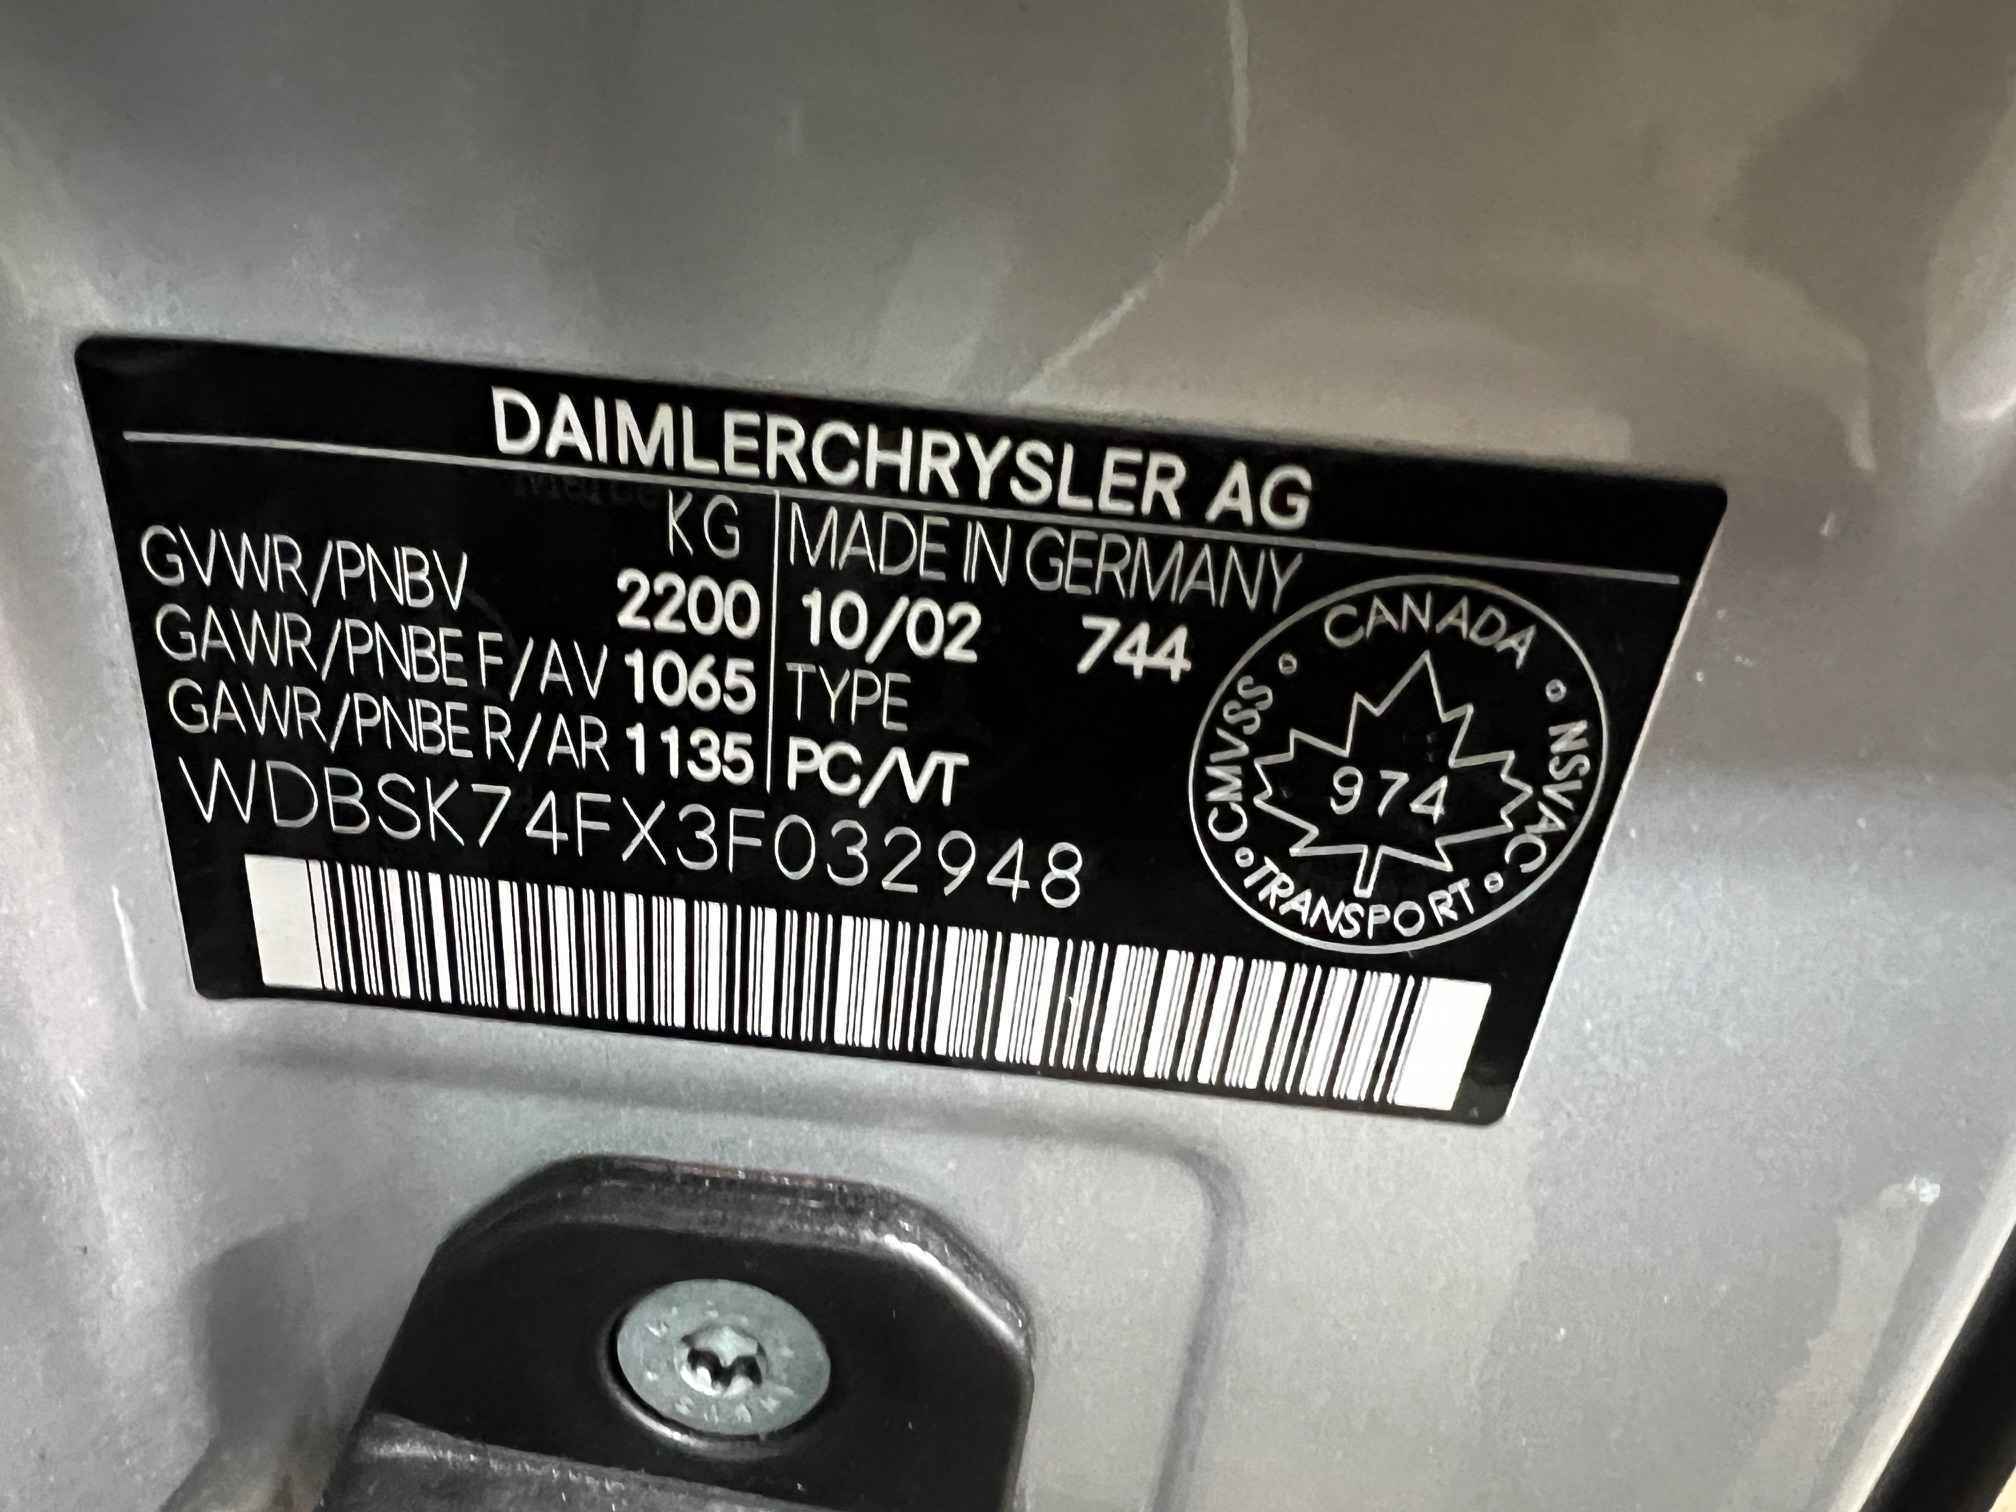 DAIMLERCHRYSLER AG
KG
GVWR/PNBV 2200
GAWR/PNBE F/AV 1065
GAWR/PNBE R/AR 1135
MADE IN GERMANY
10/02 744
TYPE
PC/VT
WDBSK74FX3F032948
CANADA
NSVAC
TRANSPORT
CMVSS
974